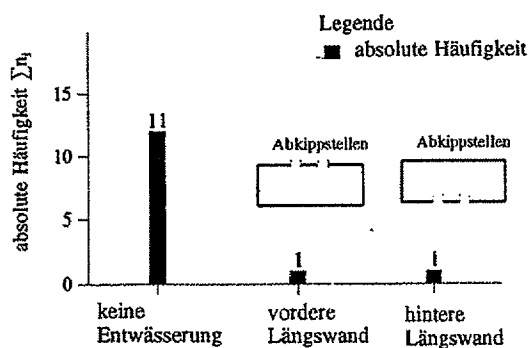 Legende
absolute Häufigkeit
absolute Häufigkeit ∑nᵢ
15
10
5
0
11
1
1
Abkippstellen
Abkippstellen
keine
Entwässerung
vordere
Längswand
hintere
Längswand